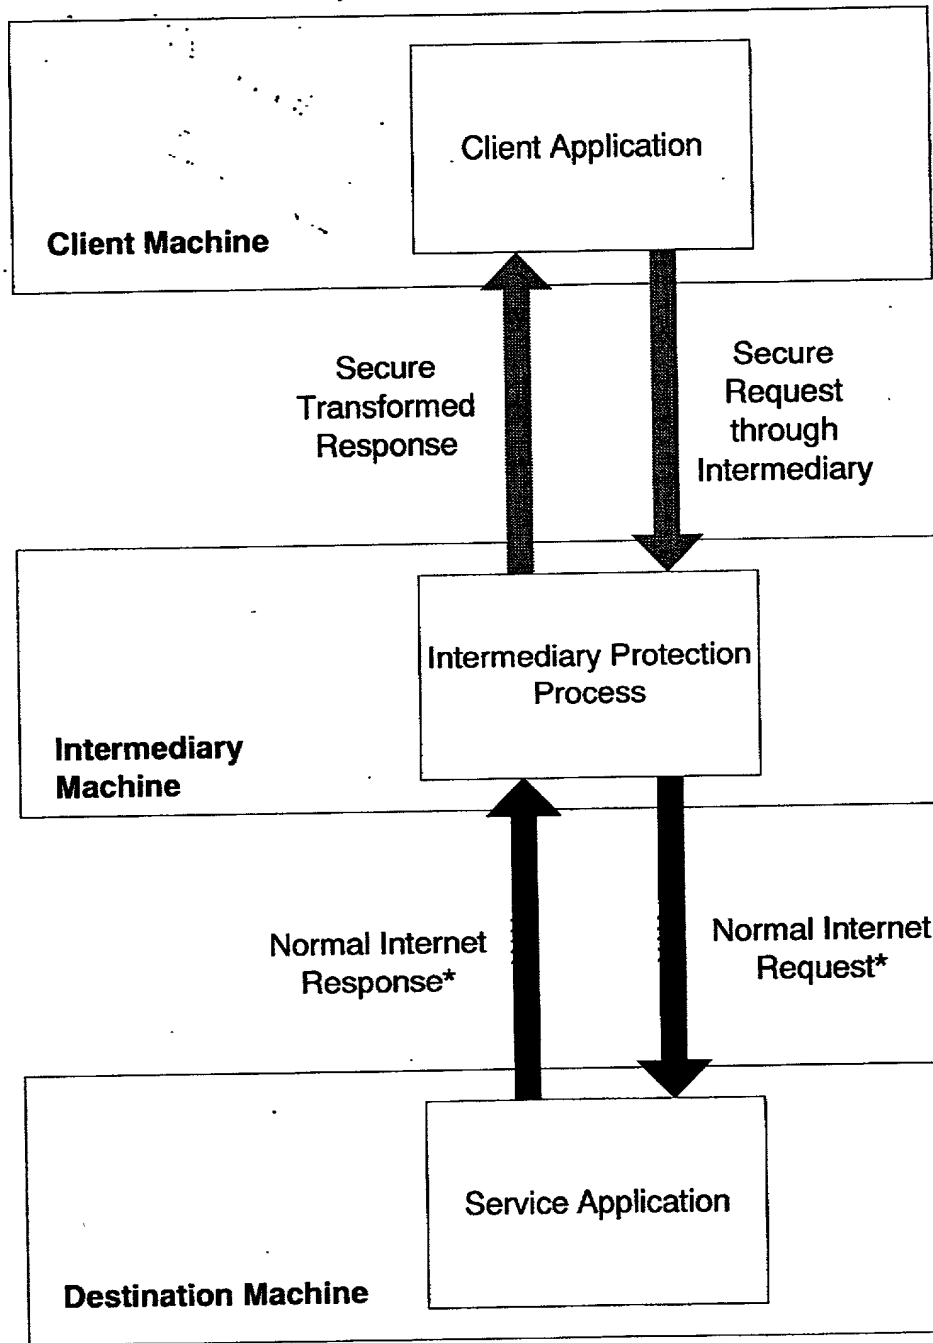 Client Application
Client Machine
Secure
Transformed
Response
Secure
Request
through
Intermediary
Intermediary Protection
Process
Intermediary
Machine
Normal Internet
Response*
Normal Internet
Request*
Service Application
Destination Machine